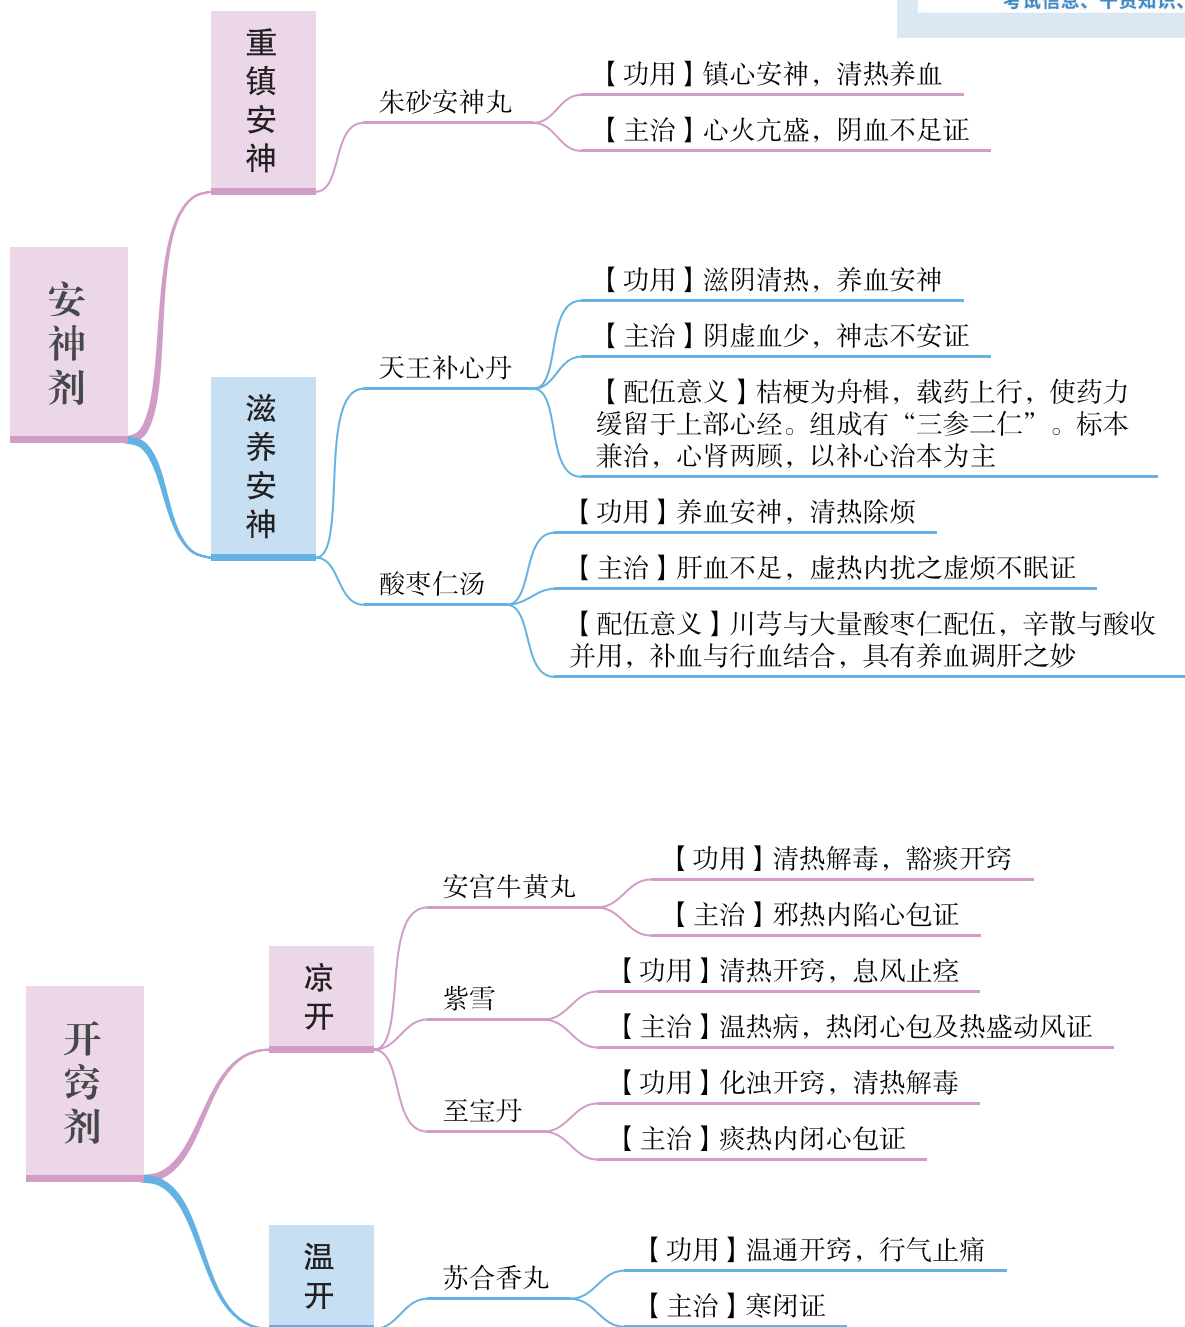 考试信息、干货知识、
安神剂
重镇安神
朱砂安神丸
【功用】镇心安神，清热养血
【主治】心火亢盛，阴血不足证
滋养安神
天王补心丹
【功用】滋阴清热，养血安神
【主治】阴虚血少，神志不安证
【配伍意义】桔梗为舟楫，载药上行，使药力
缓留于上部心经。组成有“三参二仁”。标本
兼治，心肾两顾，以补心治本为主
酸枣仁汤
【功用】养血安神，清热除烦
【主治】肝血不足，虚热内扰之虚烦不眠证
【配伍意义】川芎与大量酸枣仁配伍，辛散与酸收
并用，补血与行血结合，具有养血调肝之妙
开窍剂
凉开
安宫牛黄丸
【功用】清热解毒，豁痰开窍
【主治】邪热内陷心包证
紫雪
【功用】清热开窍，息风止痉
【主治】温热病，热闭心包及热盛动风证
至宝丹
【功用】化浊开窍，清热解毒
【主治】痰热内闭心包证
温开
苏合香丸
【功用】温通开窍，行气止痛
【主治】寒闭证